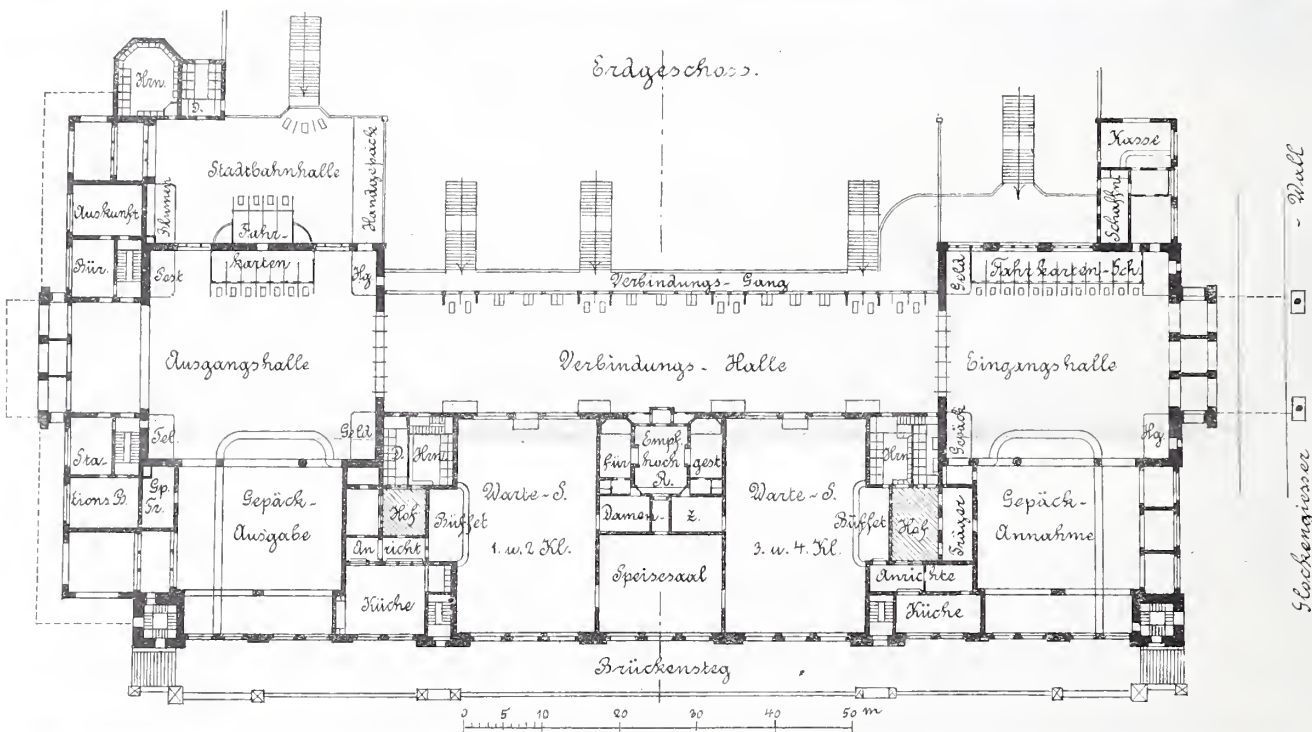 Erdgeschoss.
Hrn.
D.
Stadtbahnhalle
Handgepäck
Kasse
Schaffn.
Auskunft
Blumen
Fahr-
karten
Bür.
Hg
Geld
Fahrkarten-Sch.
Verbindungs-Gang
Ausgangshalle
Verbindungs-Halle
Eingangshalle
Tel.
Geld
Gepäck
Hg
Sta-
tions B.
Gp.
Tr.
Gepäck-
Ausgabe
D.
Hrn
Hof
An
richt
Küche
Büffet
Warte-S.
1. u. 2 Kl.
für
Empf.
hoch
R.
gest
Damen-
Z.
Speisesaal
Warte-S.
3. u. 4. Kl.
Hrn
Büffet
Hof
Träger
Anrichte
Küche
Gepäck-
Annahme
Brückensteg
0 5 10 20 30 40 50 m
Glockengiesser - Wall